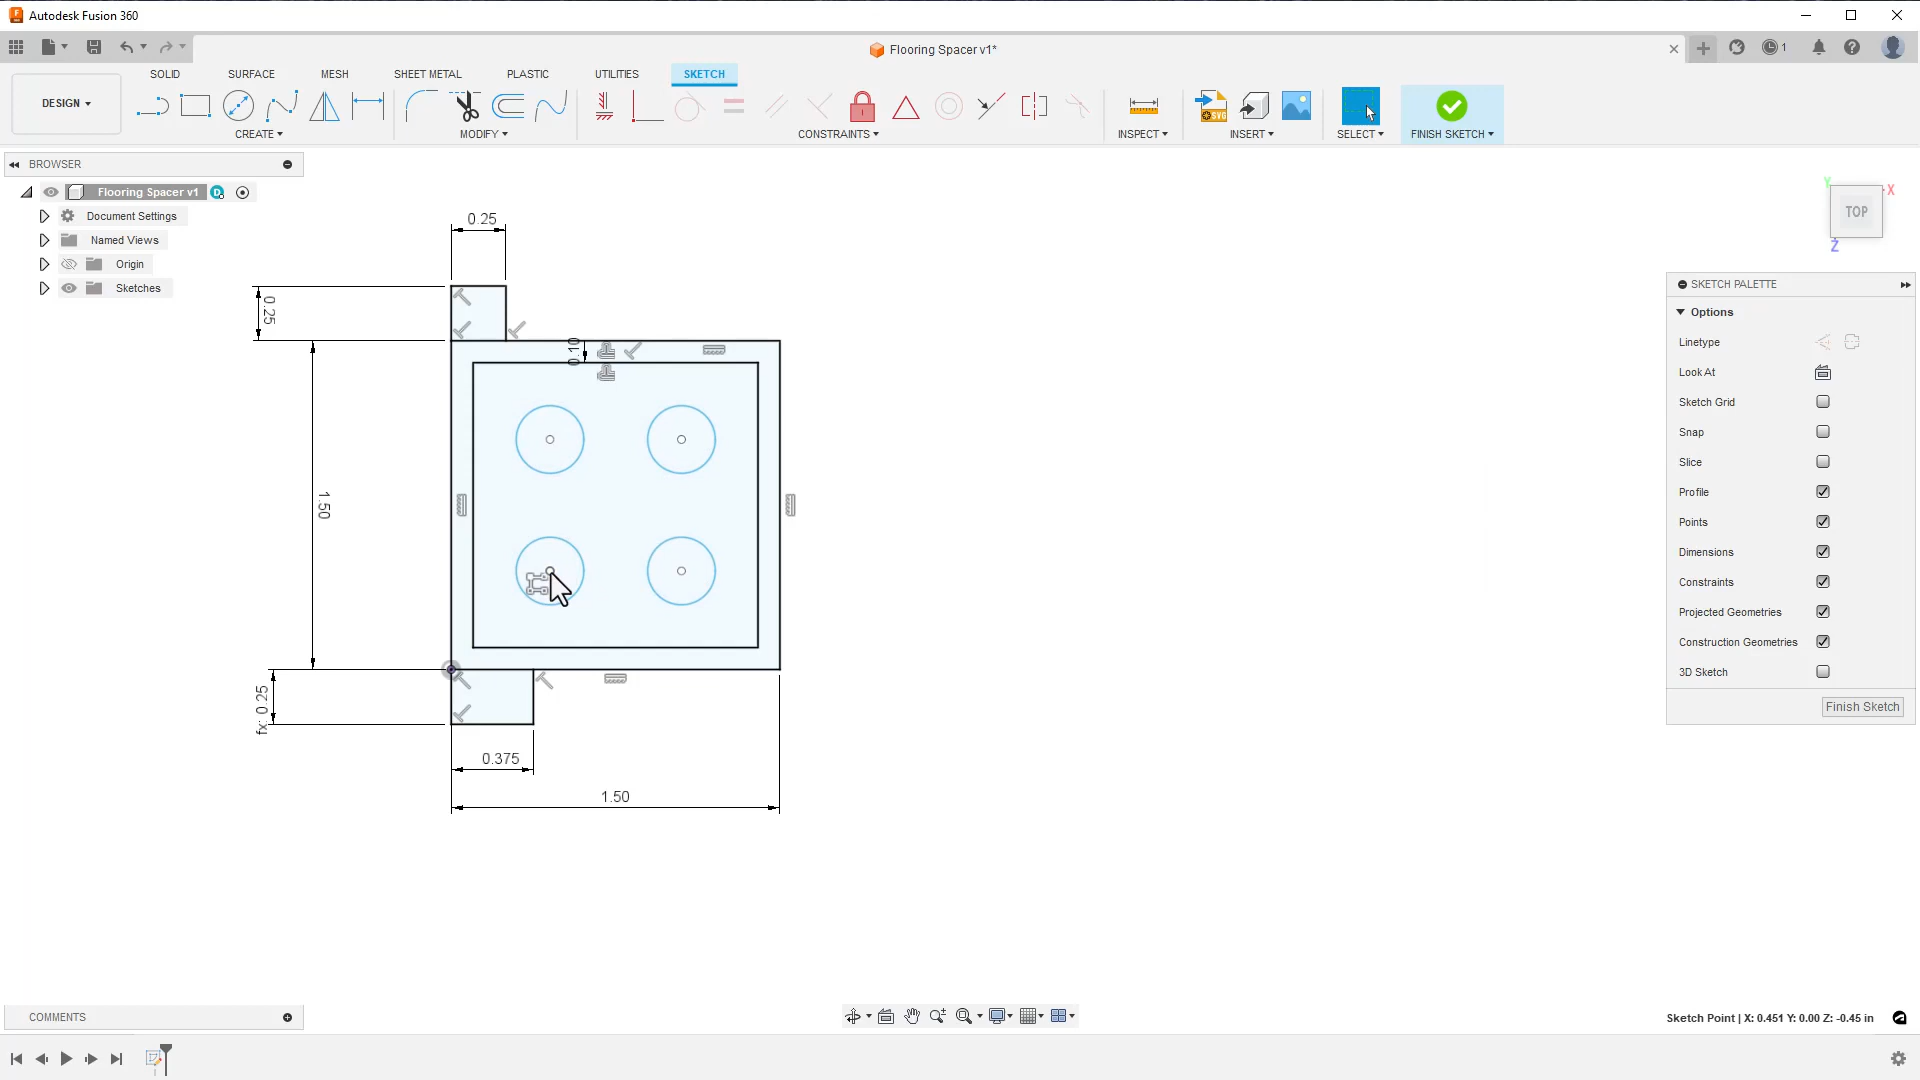 Autodesk Fusion 360
Flooring Spacer v1*
1
DESIGN
SOLID
SURFACE
MESH
SHEET METAL
PLASTIC
UTILITIES
SKETCH
CREATE
MODIFY
CONSTRAINTS
INSPECT
INSERT
SELECT
FINISH SKETCH
SVG
BROWSER
Flooring Spacer v1
D
Document Settings
Named Views
Origin
Sketches
0.25
0.25
0.10
1.50
fx: 0.25
0.375
1.50
Y
X
TOP
Z
SKETCH PALETTE
Options
Linetype
Look At
Sketch Grid
Snap
Slice
Profile
Points
Dimensions
Constraints
Projected Geometries
Construction Geometries
3D Sketch
Finish Sketch
COMMENTS
Sketch Point | X: 0.451 Y: 0.00 Z: -0.45 in